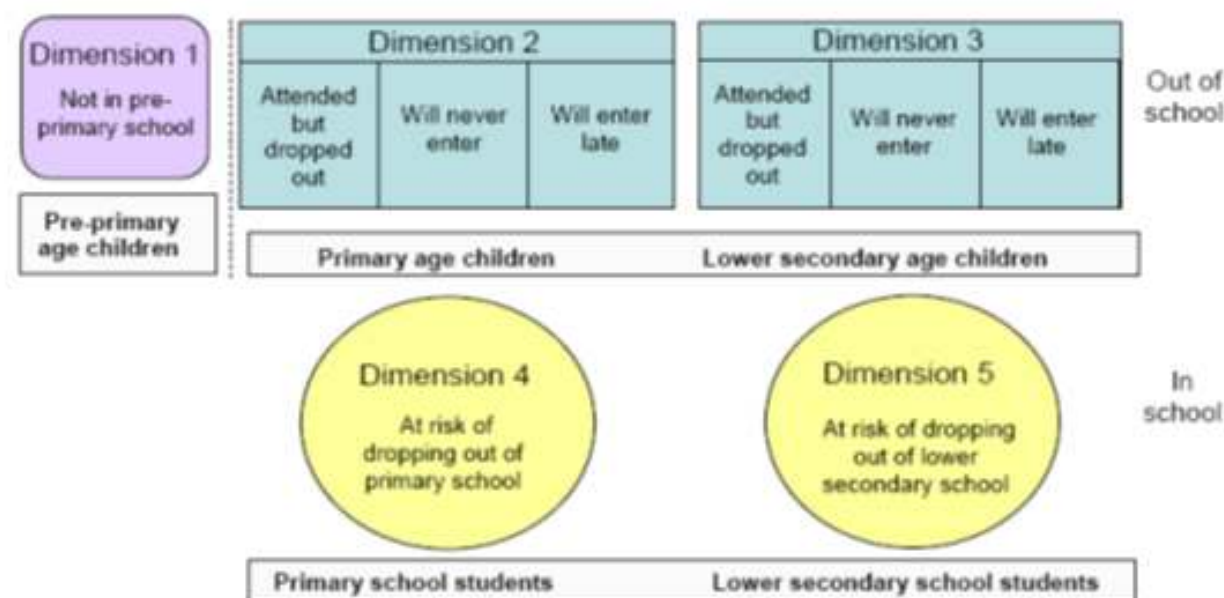 Dimension 1
Not in pre-
primary school
Pre-primary
age children
Dimension 2
Attended
but
dropped
out
Will never
enter
Will enter
late
Dimension 3
Attended
but
dropped
out
Will never
enter
Will enter
late
Out of
school
Primary age children
Lower secondary age children
Dimension 4
At risk of
dropping out of
primary school
Dimension 5
At risk of dropping
out of lower
secondary school
In
school
Primary school students
Lower secondary school students